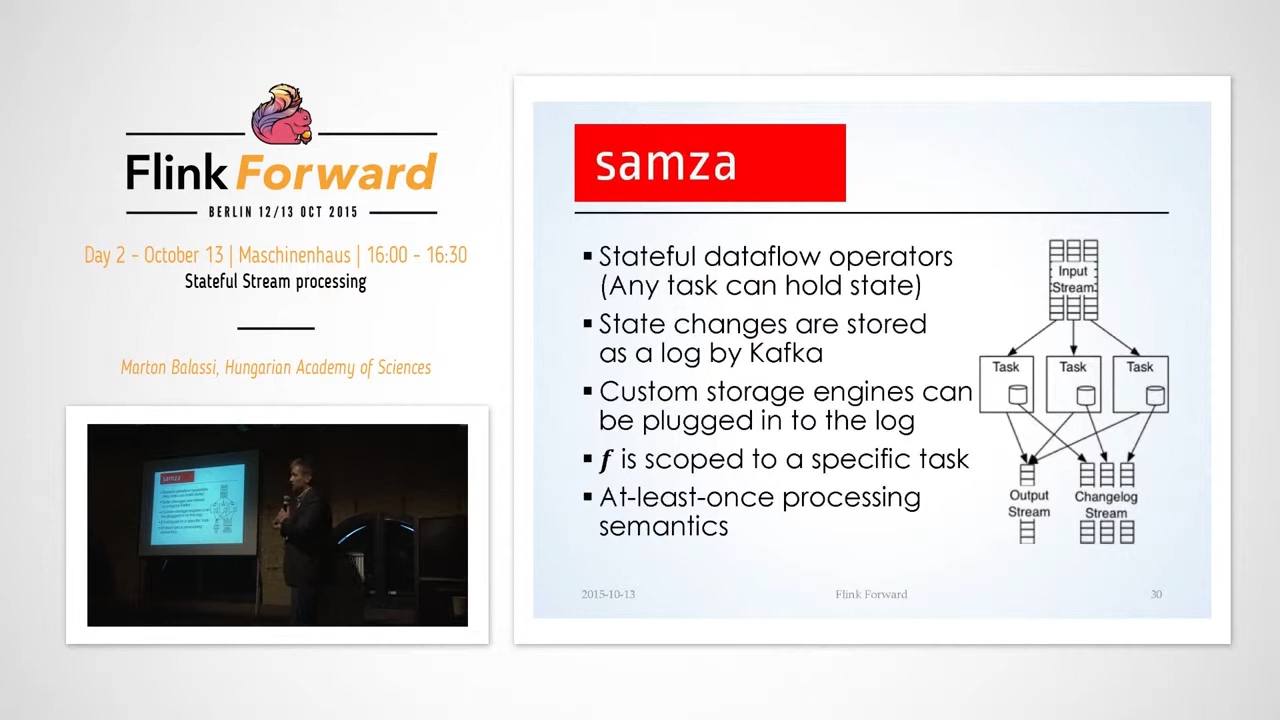 Flink Forward
BERLIN 12/13 OCT 2015
Day 2 - October 13 | Maschinenhaus | 16:00 - 16:30
Stateful Stream processing
Marton Balassi, Hungarian Academy of Sciences
samza
samza
▪ Stateful dataflow operators
(Any task can hold state)
▪ State changes are stored
as a log by Kafka
▪ Custom storage engines can
be plugged in to the log
▪ f is scoped to a specific task
▪ At-least-once processing
semantics
Input
Stream
Task Task Task
Output
Stream
Changelog
Stream
2015-10-13 Flink Forward 30